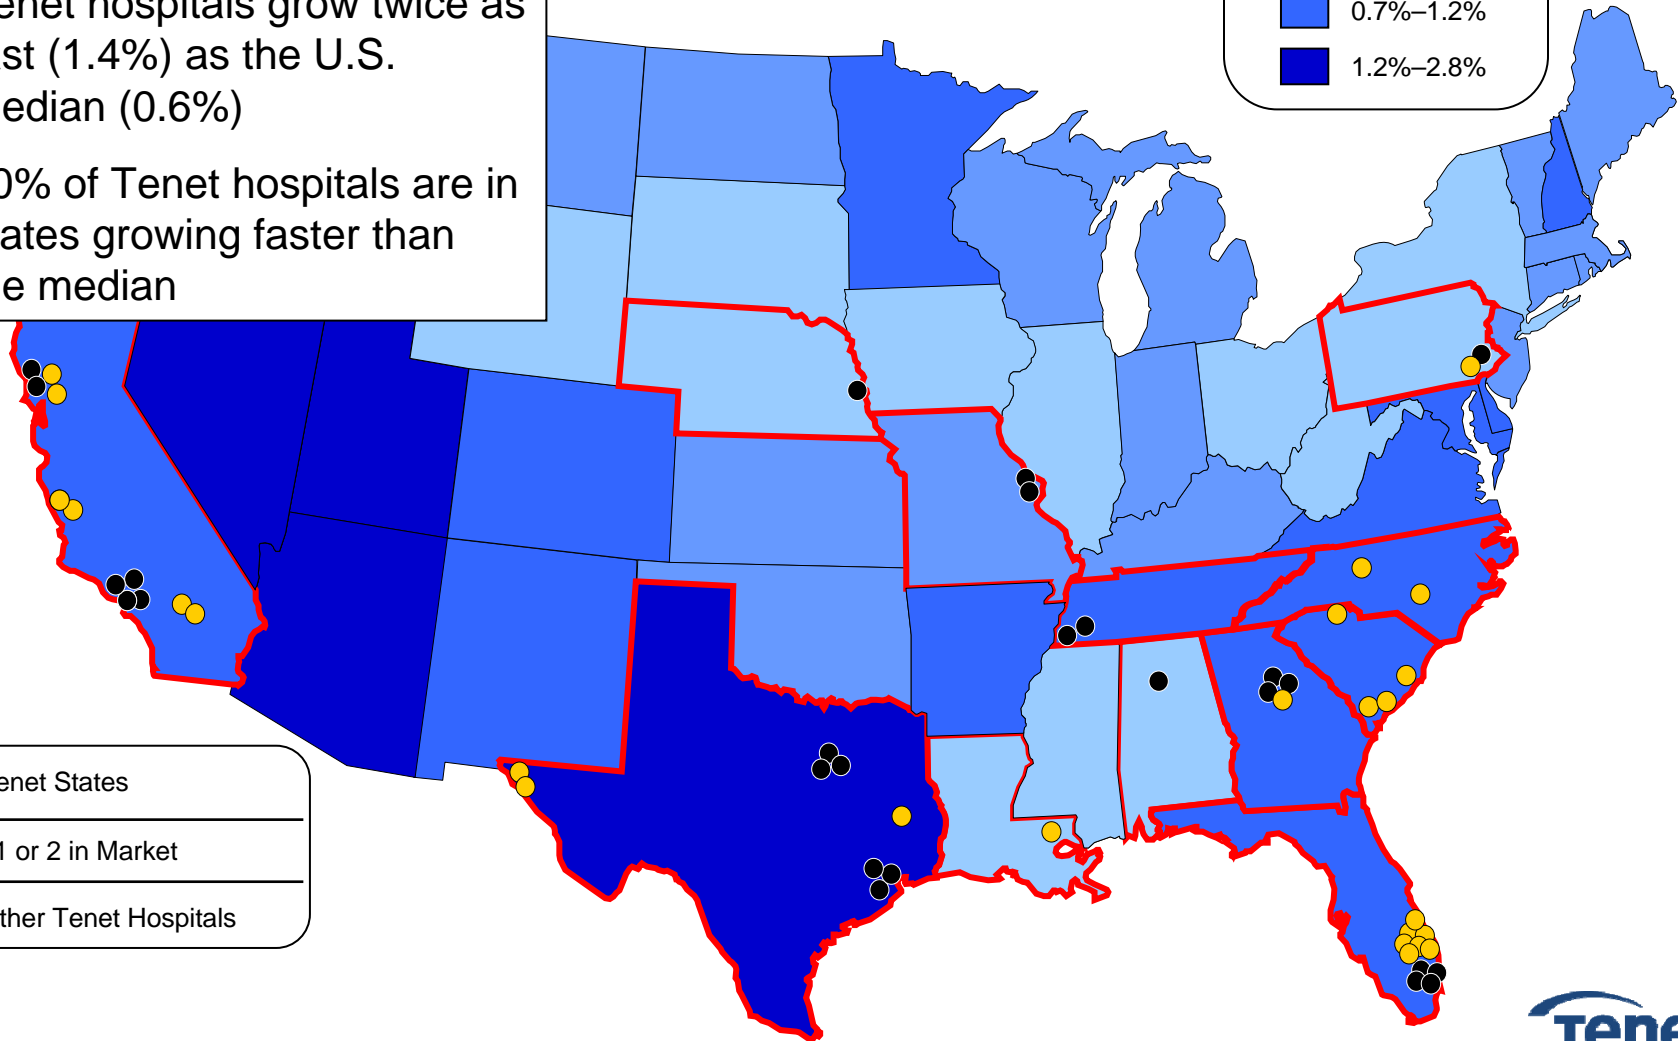 enet hospitals grow twice as
st (1.4%) as the U.S.
edian (0.6%)
0% of Tenet hospitals are in
ates growing faster than
e median
0.7%–1.2%
1.2%–2.8%
enet States
1 or 2 in Market
ther Tenet Hospitals
Tene